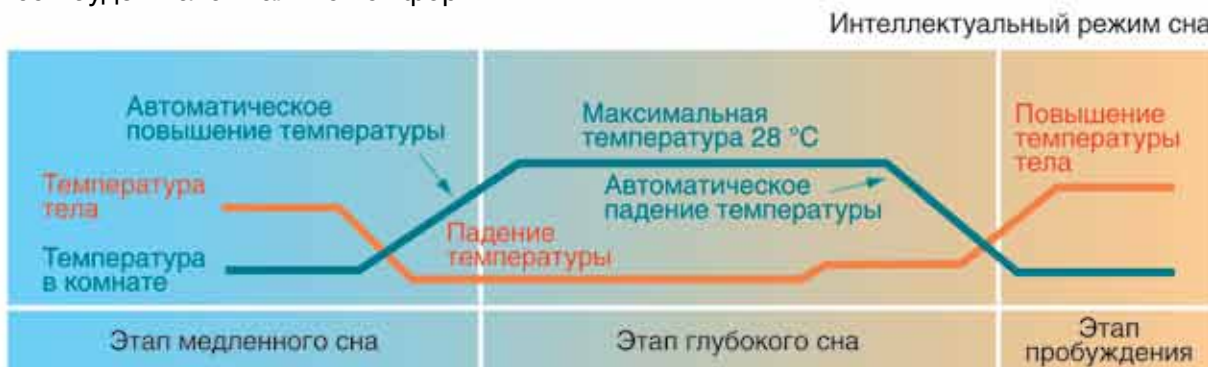 Интеллектуальный режим сна
Автоматическое
повышение температуры
Максимальная
температура 28 °C
Повышение
температуры
тела
Температура
тела
Автоматическое
падение температуры
Падение
температуры
Температура
в комнате
Этап медленного сна
Этап глубокого сна
Этап
пробуждения